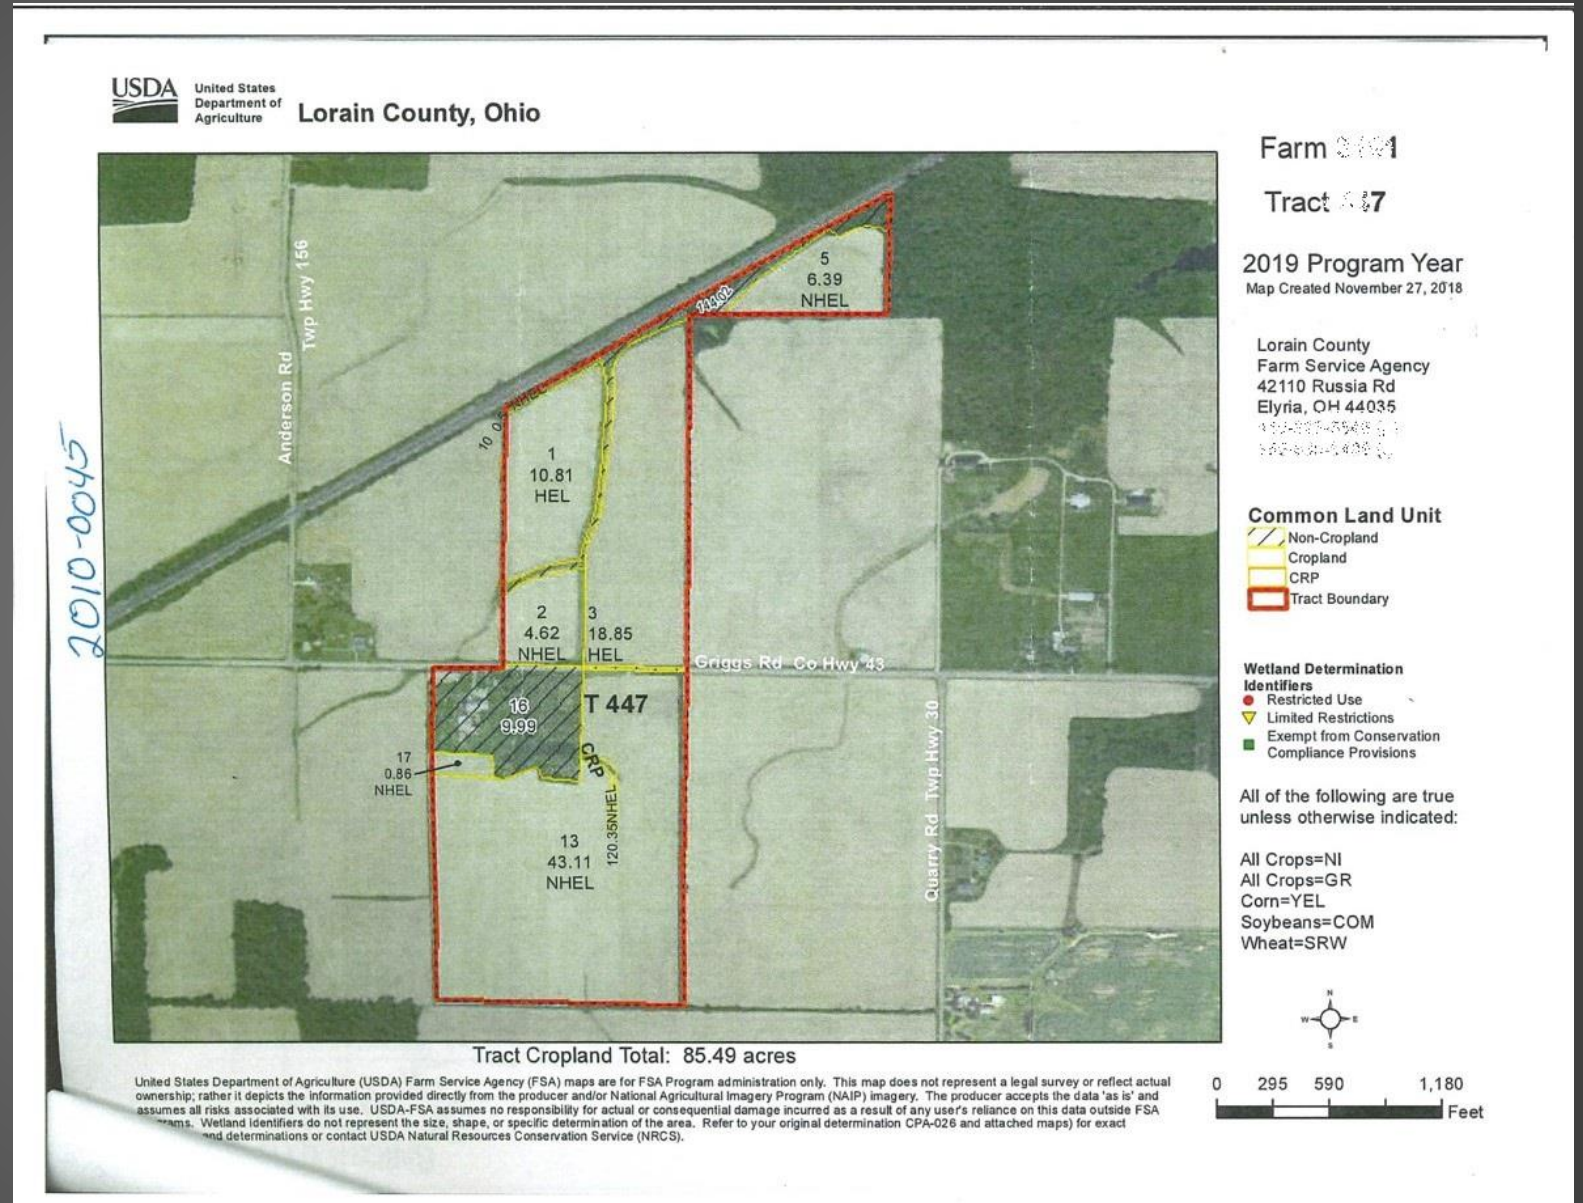 USDA
United States
Department of
Agriculture
Lorain County, Ohio
Farm
Tract
2019 Program Year
Map Created November 27, 2018
Lorain County
Farm Service Agency
42110 Russia Rd
Elyria, OH 44035
Common Land Unit
Non-Cropland
Cropland
CRP
Tract Boundary
Wetland Determination
Identifiers
Restricted Use
Limited Restrictions
Exempt from Conservation
Compliance Provisions
All of the following are true
unless otherwise indicated:
All Crops=NI
All Crops=GR
Corn=YEL
Soybeans=COM
Wheat=SRW
N
W E
S
0 295 590 1,180
Feet
2010-0045
Anderson Rd
Twp Hwy 156
5
6.39
NHEL
10
NHEL
1
10.81
HEL
2
4.62
NHEL
3
18.85
HEL
Griggs Rd Co Hwy 43
16
9.99
T 447
CRP
17
0.86
NHEL
120.35NHEL
13
43.11
NHEL
Quarry Rd Twp Hwy 30
Tract Cropland Total: 85.49 acres
United States Department of Agriculture (USDA) Farm Service Agency (FSA) maps are for FSA Program administration only. This map does not represent a legal survey or reflect actual
ownership; rather it depicts the information provided directly from the producer and/or National Agricultural Imagery Program (NAIP) imagery. The producer accepts the data 'as is' and
assumes all risks associated with its use. USDA-FSA assumes no responsibility for actual or consequential damage incurred as a result of any user's reliance on this data outside FSA
Wetland identifiers do not represent the size, shape, or specific determination of the area. Refer to your original determination CPA-026 and attached maps) for exact
determinations or contact USDA Natural Resources Conservation Service (NRCS).